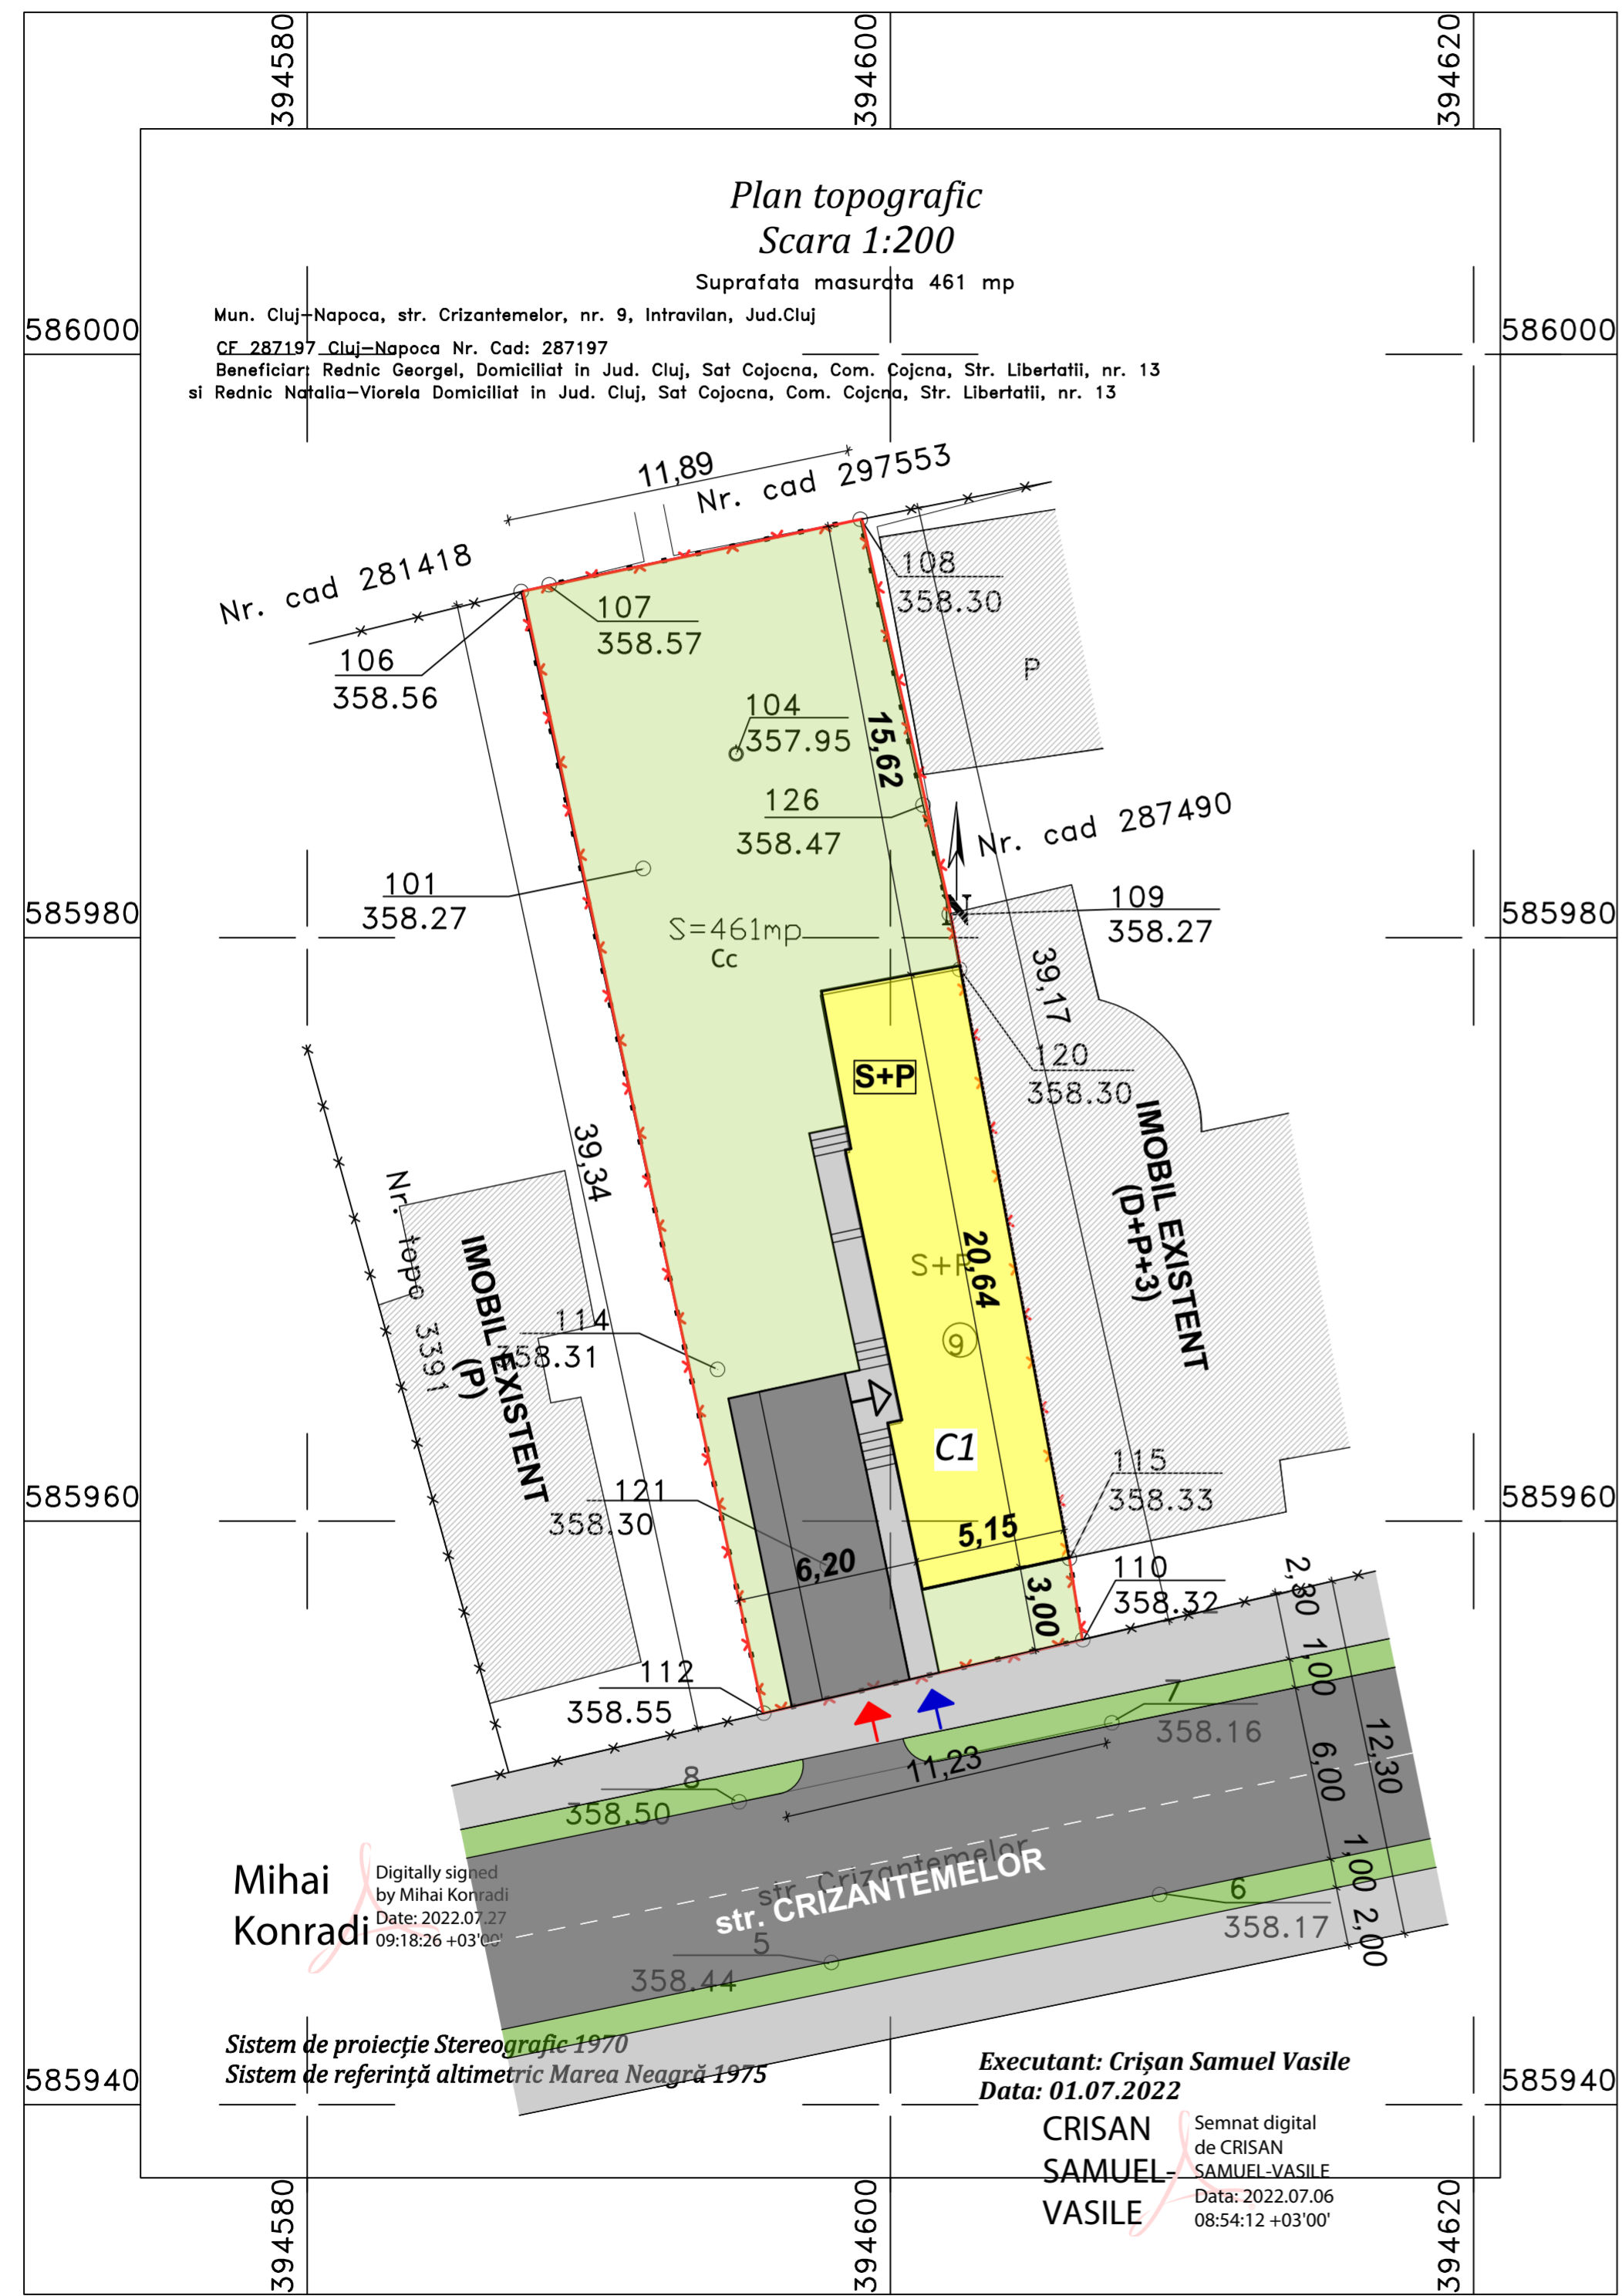 394580
394600
394620
Plan topografic
Scara 1:200
Suprafata masurata 461 mp
Mun. Cluj-Napoca, str. Crizantemelor, nr. 9, Intravilan, Jud.Cluj
586000
586000
CF 287197 Cluj-Napoca Nr. Cad: 287197
Beneficiar: Rednic Georgel, Domiciliat in Jud. Cluj, Sat Cojocna, Com. Cojcna, Str. Libertatii, nr. 13
si Rednic Natalia-Viorela Domiciliat in Jud. Cluj, Sat Cojocna, Com. Cojcna, Str. Libertatii, nr. 13
11,89
Nr. cad 297553
Nr. cad 281418
108
358.30
107
358.57
106
358.56
P
104
357.95
15,62
126
358.47
Nr. cad 287490
101
358.27
N
109
358.27
585980
585980
S=461mp
Cc
39,17
S+P
120
358.30
39,34
IMOBIL EXISTENT
(D+P+3)
Nr. topo 3391
IMOBIL EXISTENT
(P)
20,64
S+P
9
114
358.31
C1
115
358.33
121
358.30
585960
585960
5,15
6,20
110
358.32
3,00
2,30
1,00
6,00
1,00
2,00
12,30
112
358.55
7
358.16
11,23
8
358.50
str. Crizantemelor
str. CRIZANTEMELOR
6
358.17
5
358.44
Mihai
Konradi
Digitally signed
by Mihai Konradi
Date: 2022.07.27
09:18:26 +03'00'
Sistem de proiecție Stereografic 1970
Sistem de referință altimetric Marea Neagră 1975
Executant: Crișan Samuel Vasile
Data: 01.07.2022
585940
585940
CRISAN
SAMUEL-
VASILE
Semnat digital
de CRISAN
SAMUEL-VASILE
Data: 2022.07.06
08:54:12 +03'00'
394580
394600
394620